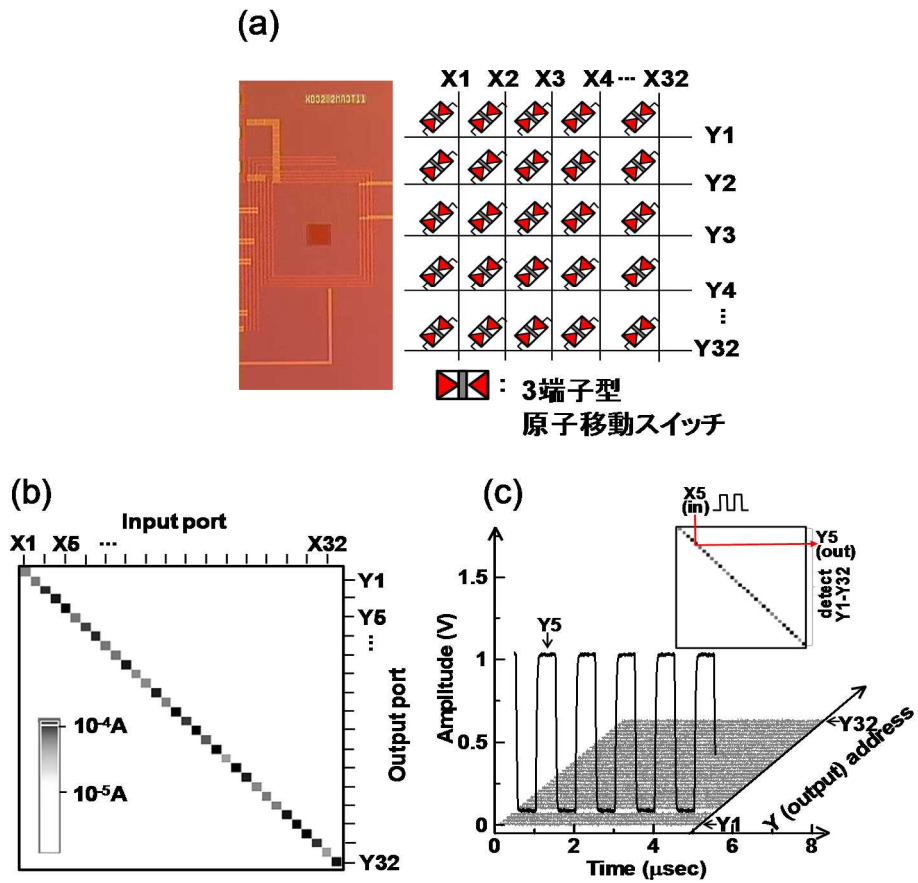 (a)
X1 X2 X3 X4 ··· X32
Y1
Y2
Y3
Y4
⋮
Y32
: 3端子型
原子移動スイッチ
(b)
Input port
X1 X5 ··· X32
Y1
Y5
⋮
Y32
Output port
10⁻⁴A
10⁻⁵A
(c)
X5
(in)
Y5
(out)
detect
Y1-Y32
Amplitude (V)
1.5
1
0.5
0
Y5
Y32
Y1
Y (output) address
0 2 4 6 8
Time (μsec)